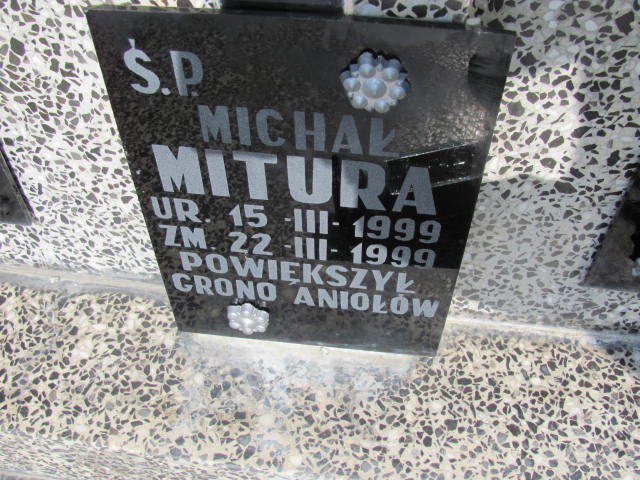 Ś.P.
MICHAŁ
MITURA
UR. 15-III-1999
ZM. 22-III-1999
POWIĘKSZYŁ
GRONO ANIOŁÓW